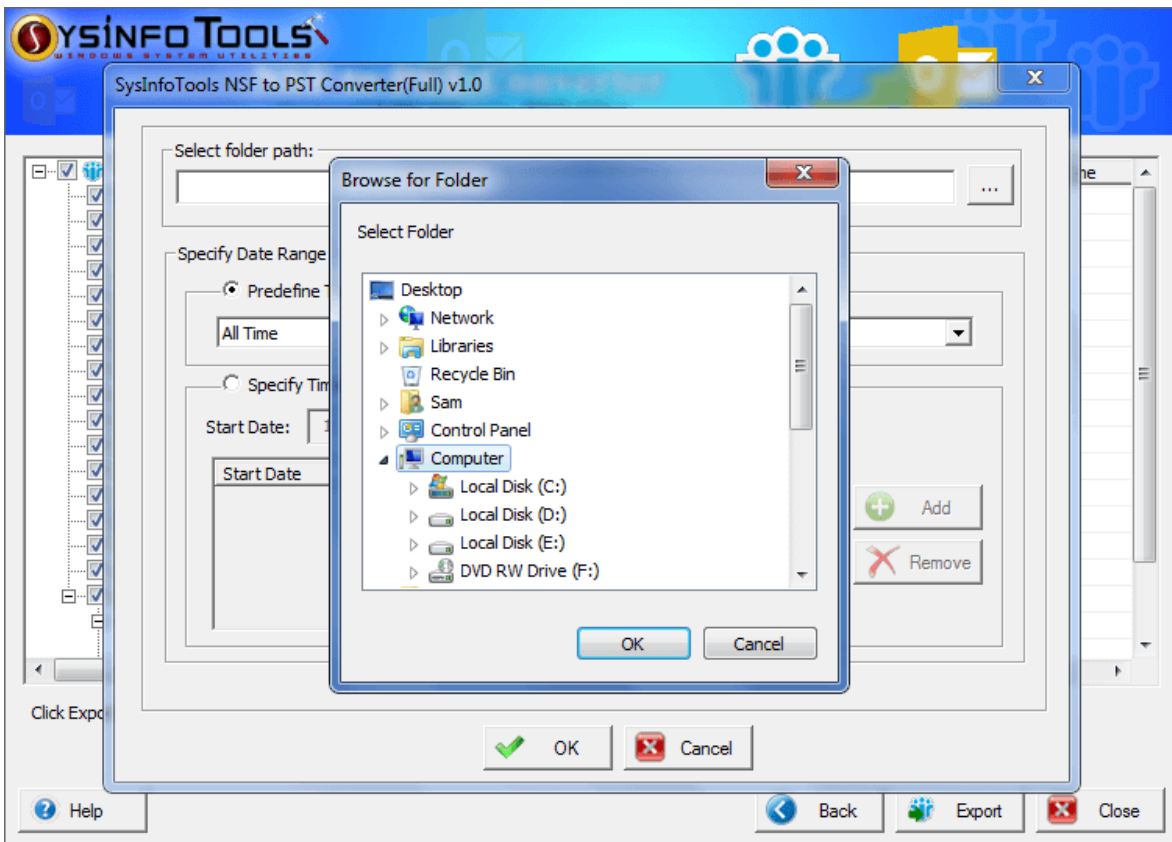 SYSINFO TOOLS
WINDOWS SYSTEM UTILITIES
SysInfoTools NSF to PST Converter(Full) v1.0
Select folder path:
...
Browse for Folder
Select Folder
Specify Date Range
Predefine
All Time
Desktop
Network
Libraries
Recycle Bin
Sam
Control Panel
Computer
Local Disk (C:)
Local Disk (D:)
Local Disk (E:)
DVD RW Drive (F:)
Specify Tim
Start Date:
Start Date
Add
Remove
OK Cancel
Click Expo
OK Cancel
Help Back Export Close